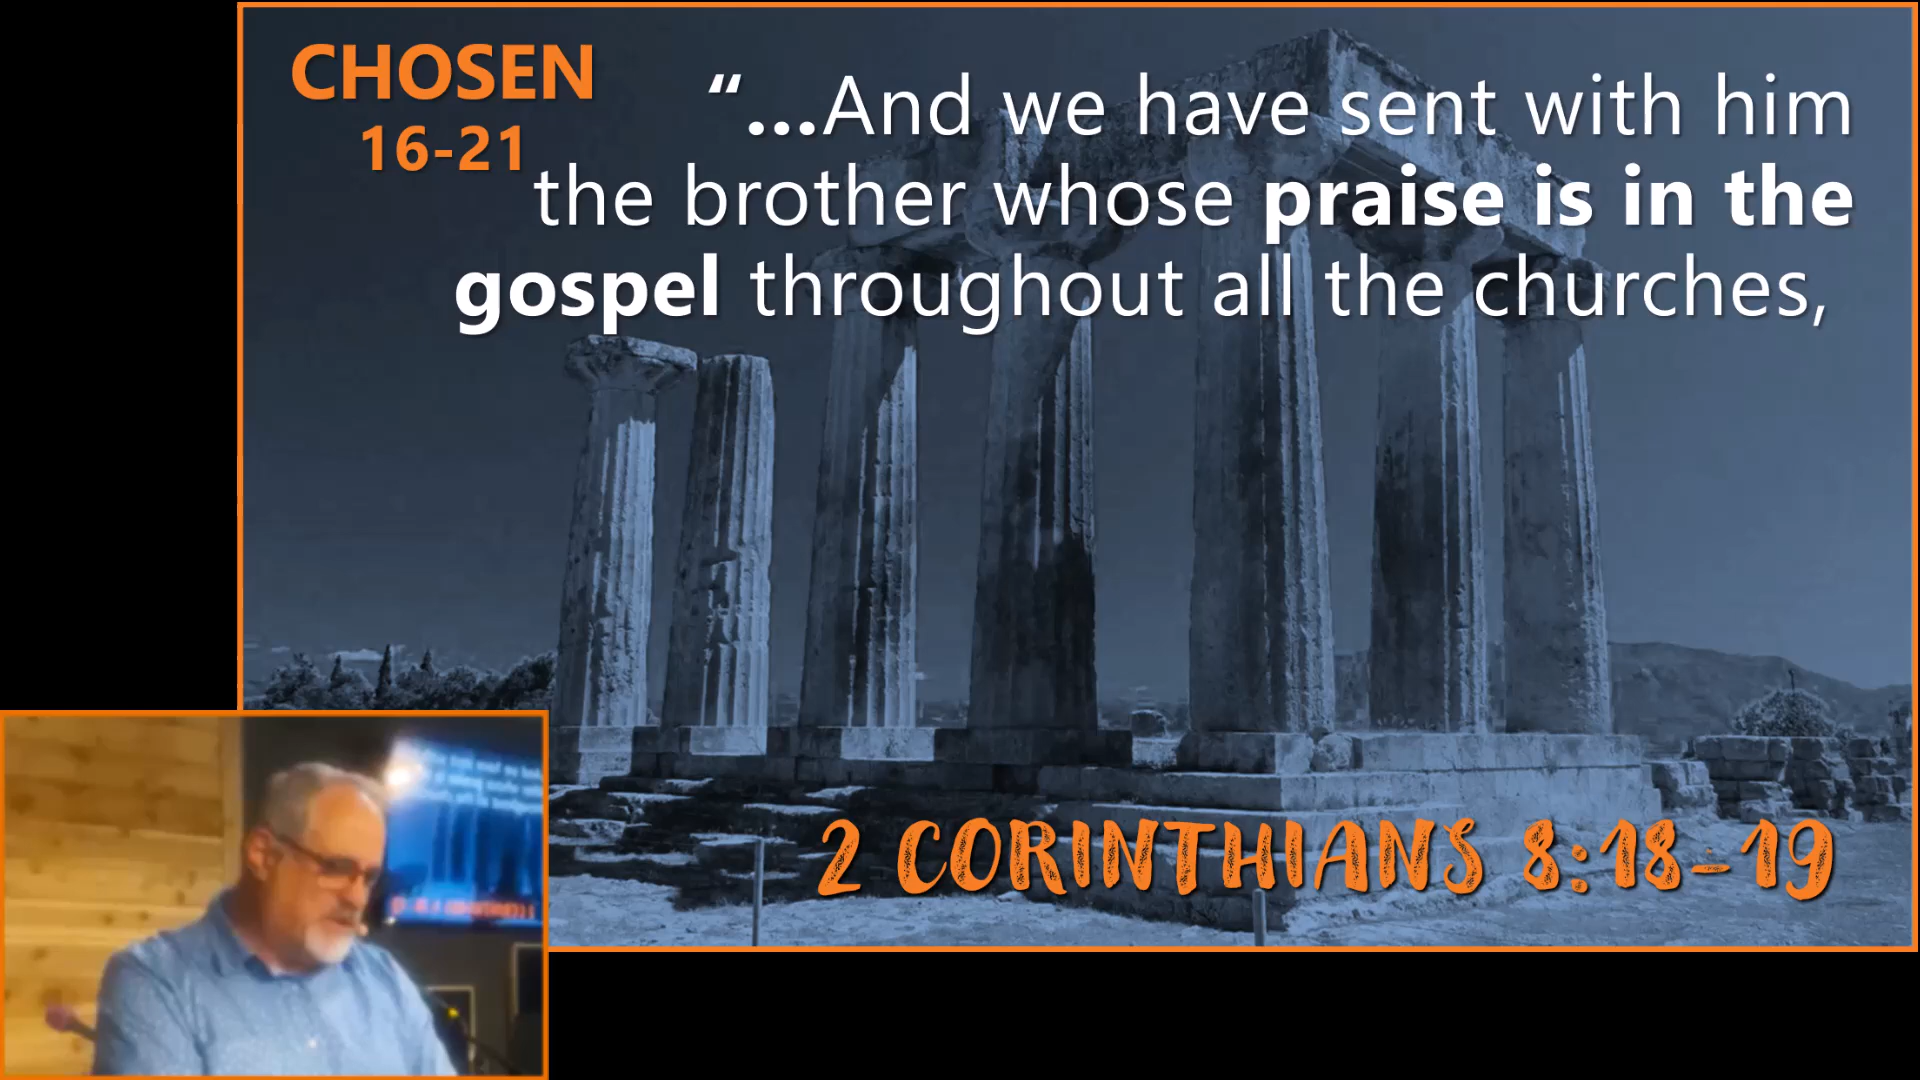 CHOSEN
16-21
“...And we have sent with him
the brother whose praise is in the
gospel throughout all the churches,
2 CORINTHIANS 8:18-19